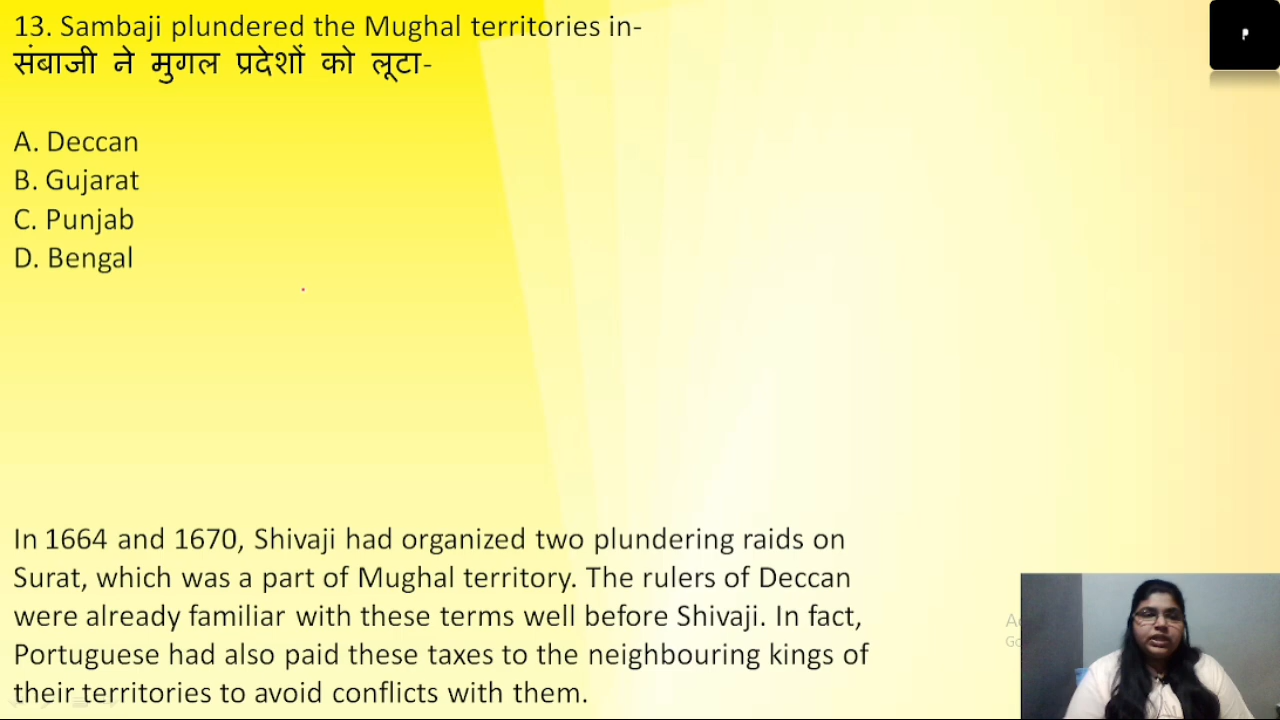 13. Sambaji plundered the Mughal territories in-
संबाजी ने मुगल प्रदेशों को लूटा-
A. Deccan
B. Gujarat
C. Punjab
D. Bengal
In 1664 and 1670, Shivaji had organized two plundering raids on
Surat, which was a part of Mughal territory. The rulers of Deccan
were already familiar with these terms well before Shivaji. In fact,
Portuguese had also paid these taxes to the neighbouring kings of
their territories to avoid conflicts with them.